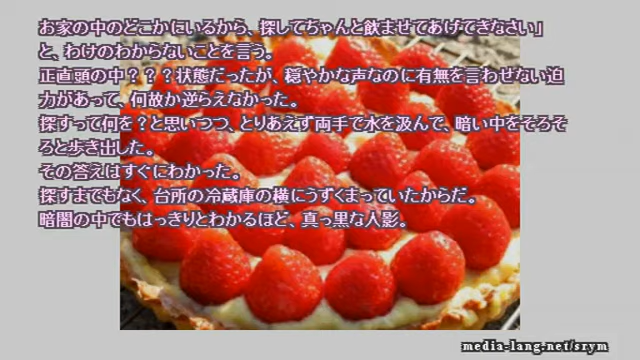 お家の中のどこかにいるから、探してちゃんと飲ませてあげてきなさい」
と、わけのわからないことを言う。
正直頭の中？？？状態だったが、穏やかな声なのに有無を言わせない迫
力があって、何故か逆らえなかった。
探すって何を？と思いつつ、とりあえず両手で水を汲んで、暗い中をそろそ
ろと歩き出した。
その答えはすぐにわかった。
探すまでもなく、台所の冷蔵庫の横にうずくまっていたからだ。
暗闇の中でもはっきりとわかるほど、真っ黒な人影。
media-lang-net/srym